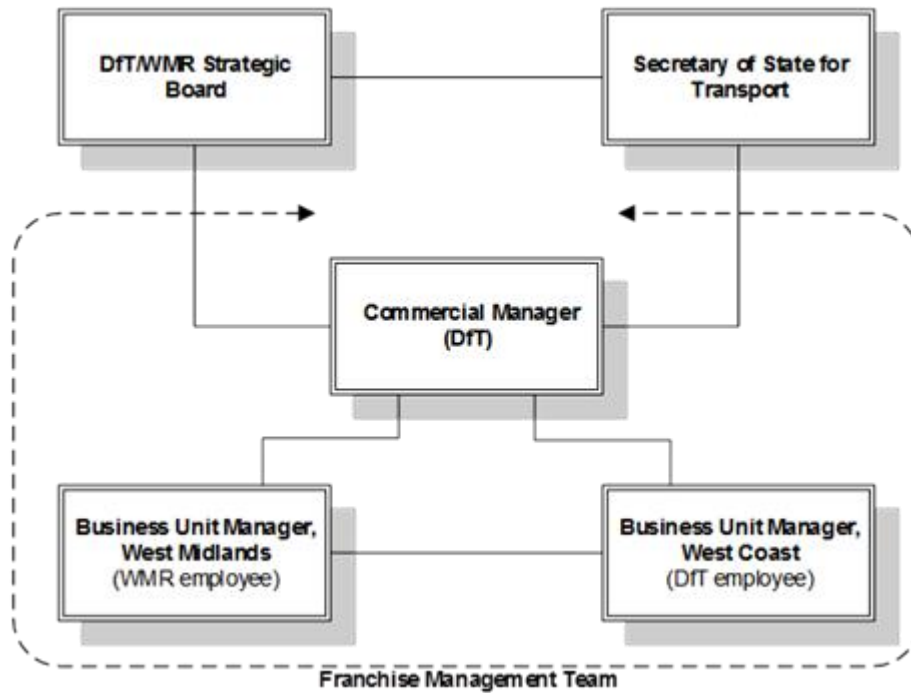 DfT/WMR Strategic
Board
Secretary of State for
Transport
Commercial Manager
(DfT)
Business Unit Manager,
West Midlands
(WMR employee)
Business Unit Manager,
West Coast
(DfT employee)
Franchise Management Team